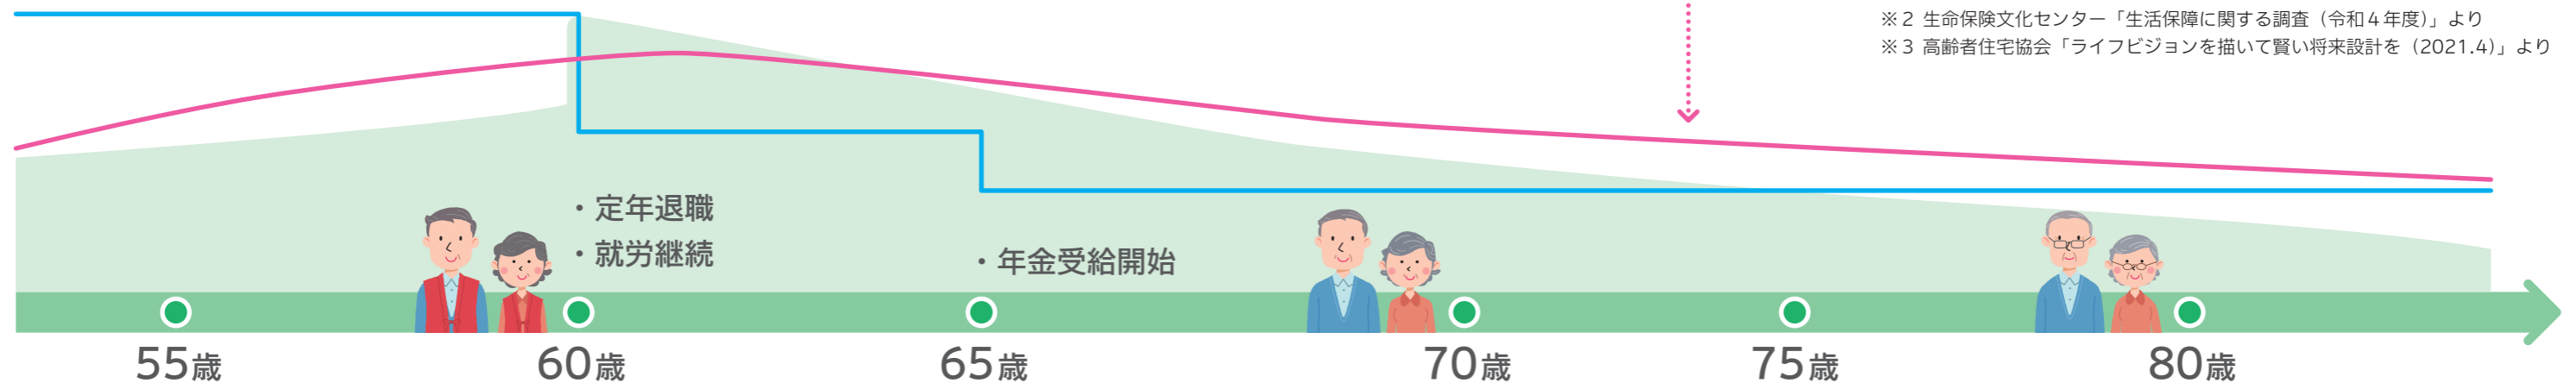 ※2 生命保険文化センター「生活保障に関する調査（令和4年度）」より
※3 高齢者住宅協会「ライフビジョンを描いて賢い将来設計を（2021.4）」より
・定年退職
・就労継続
・年金受給開始
55歳
60歳
65歳
70歳
75歳
80歳